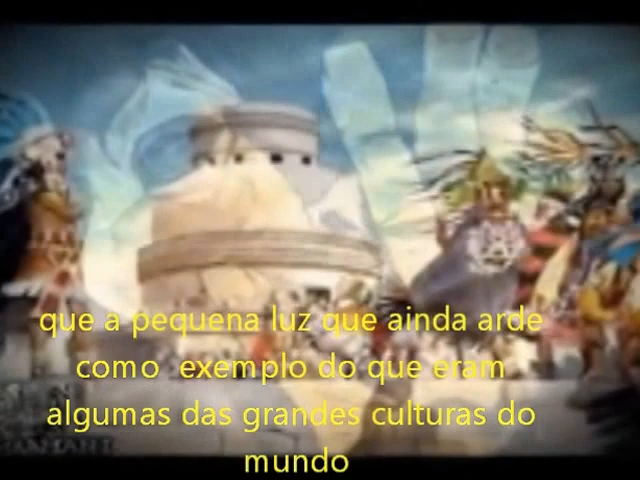 que a pequena luz que ainda arde
como exemplo do que eram
algumas das grandes culturas do
mundo